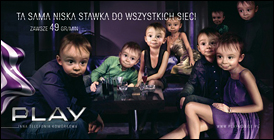 TA SAMA NISKA STAWKA DO WSZYSTKICH SIECI
ZAWSZE 49 GR/MIN
PLAY